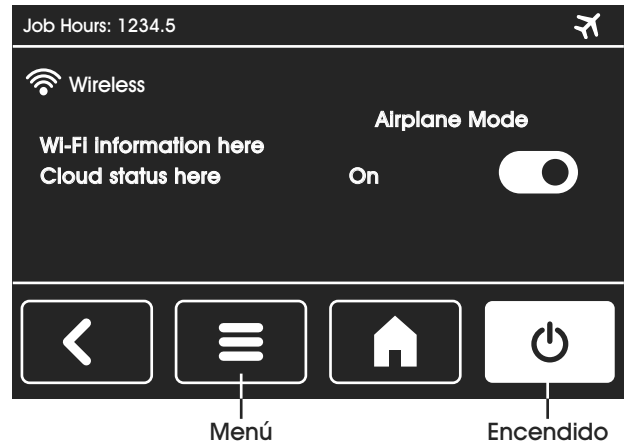 Job Hours: 1234.5
Wireless
Airplane Mode
Wi-Fi information here
Cloud status here
On
Menú
Encendido